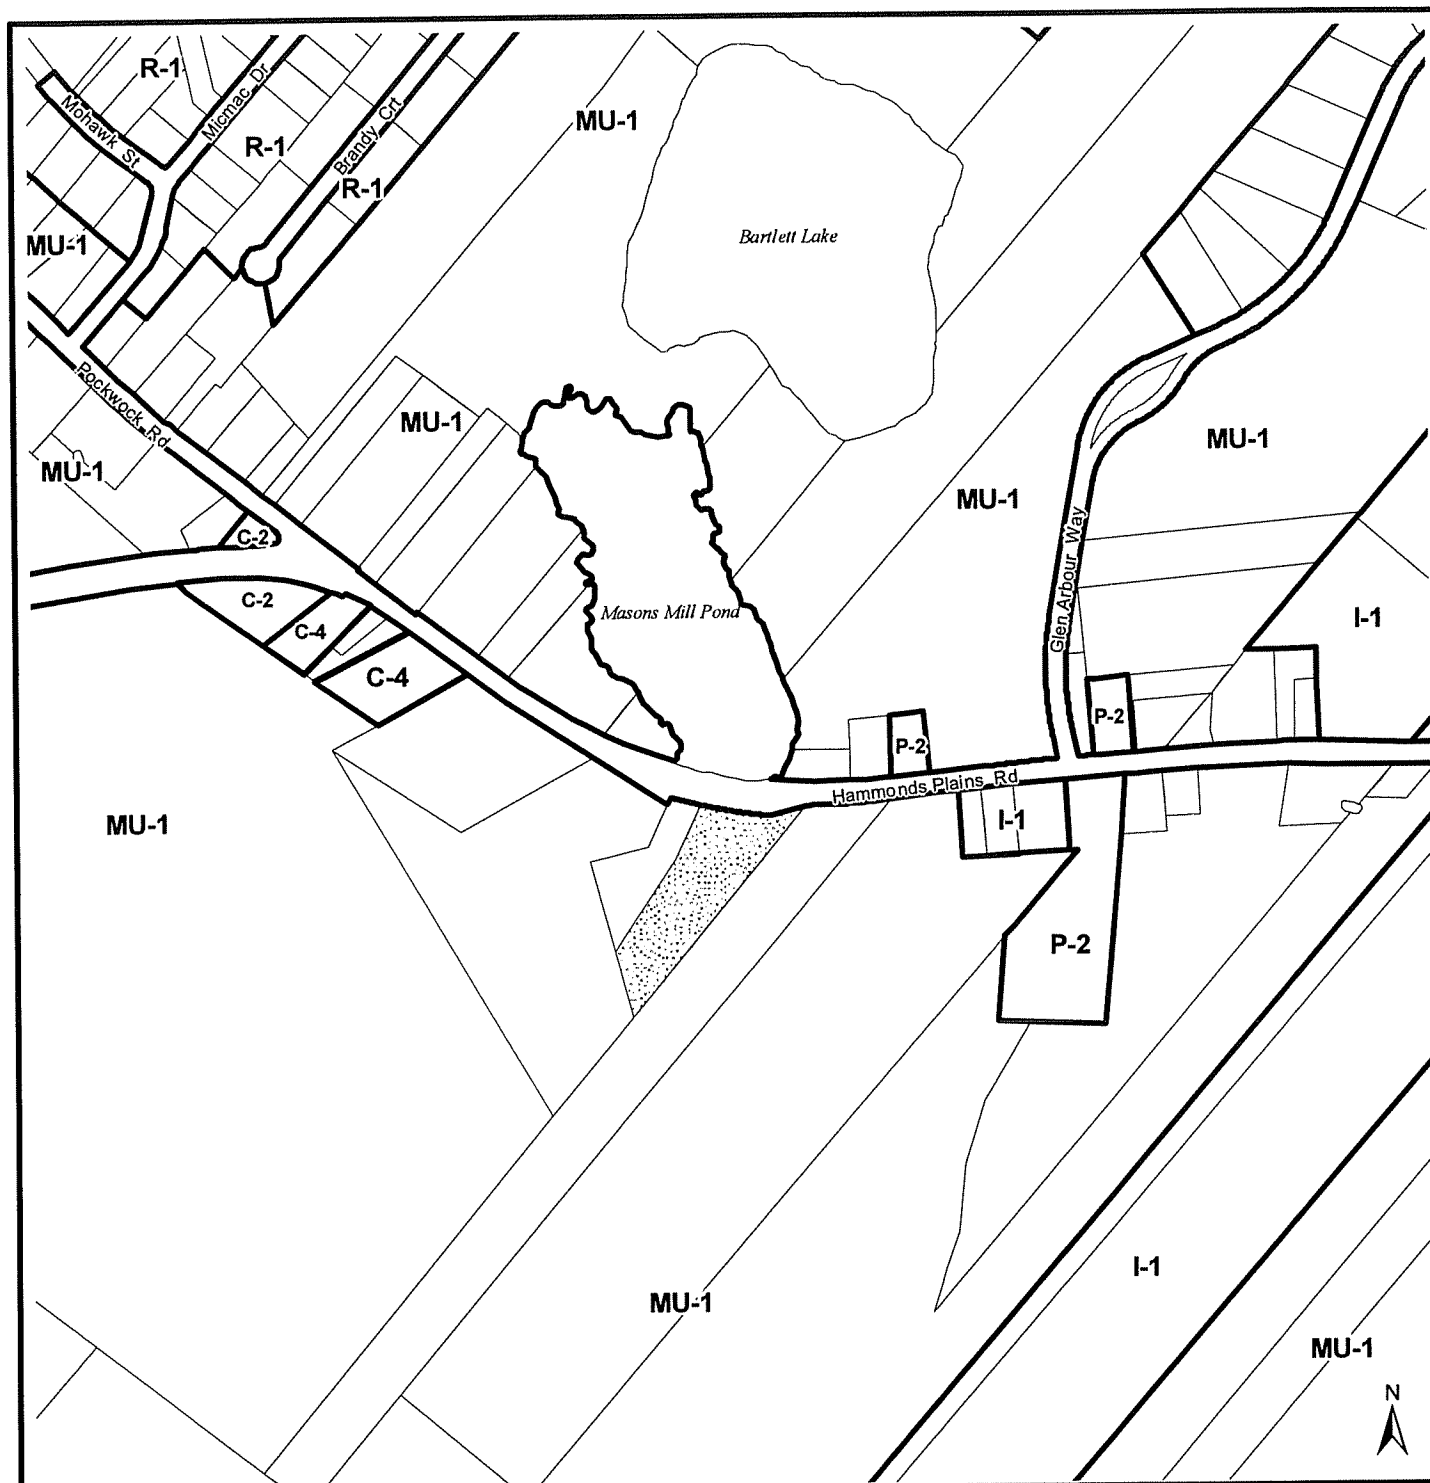 R-1
Mohawk St
Micmac Dr
R-1
Brandy Crt
R-1
MU-1
MU-1
Bartlett Lake
Pockwock Rd
MU-1
MU-1
MU-1
MU-1
C-2
C-2
C-4
C-4
Masons Mill Pond
Glen Arbour Way
I-1
P-2
P-2
Hammonds Plains Rd
I-1
MU-1
P-2
I-1
MU-1
MU-1
N